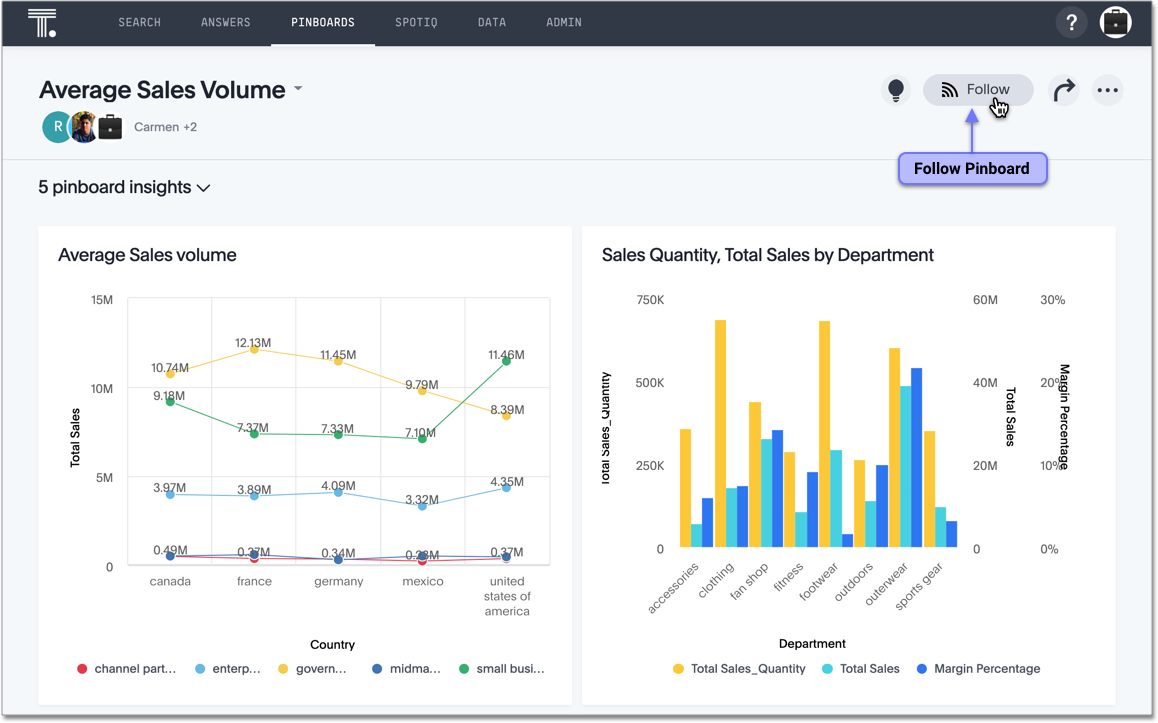 SEARCH ANSWERS PINBOARDS SPOTIQ DATA ADMIN ?
Average Sales Volume
Follow
R
Carmen +2
Follow Pinboard
5 pinboard insights
Average Sales volume
15M
10M
5M
0
Total Sales
10.74M
12.13M
11.45M
9.79M
8.39M
9.18M
7.37M
7.33M
7.10M
11.46M
3.97M
3.89M
4.09M
3.32M
4.35M
0.49M
0.34M
0.37M
canada
france
germany
mexico
united
states of
america
Country
channel part...
enterp...
govern...
midma...
small busi...
Sales Quantity, Total Sales by Department
750K
500K
250K
0
Total Sales_Quantity
60M
40M
20M
0
Total Sales
30%
20%
10%
0%
Margin Percentage
accessories
clothing
fan shop
fitness
footwear
outdoors
outerwear
sports gear
Department
Total Sales_Quantity
Total Sales
Margin Percentage